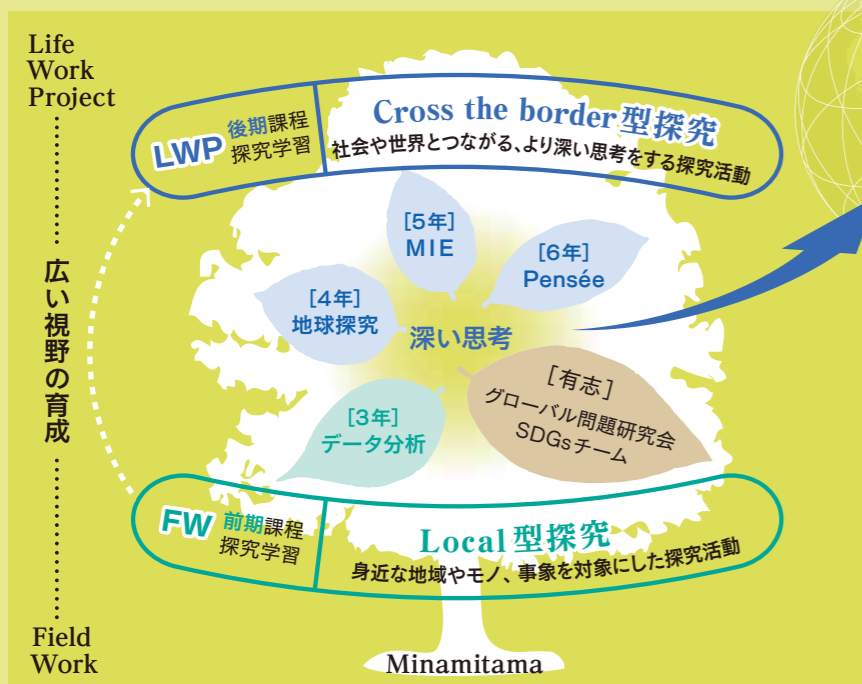 Life
Work
Project
広い視野の育成
Field
Work
LWP
後期課程
探究学習
Cross the border型探究
社会や世界とつながる、より深い思考をする探究活動
[5年]
MIE
[6年]
Pensée
[4年]
地球探究
深い思考
[有志]
グローバル問題研究会
SDGsチーム
[3年]
データ分析
FW
前期課程
探究学習
Local型探究
身近な地域やモノ、事象を対象にした探究活動
Minamitama